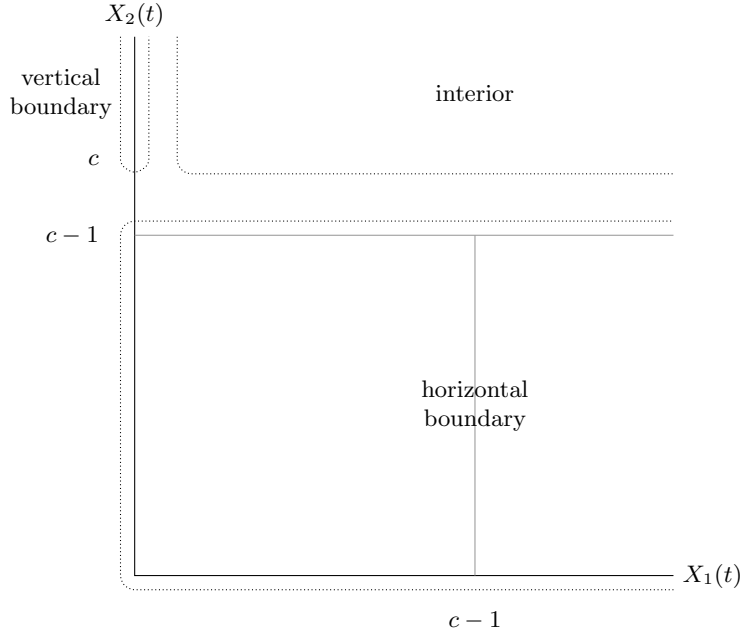 X₂(t)
vertical
boundary
interior
c
c − 1
horizontal
boundary
X₁(t)
c − 1